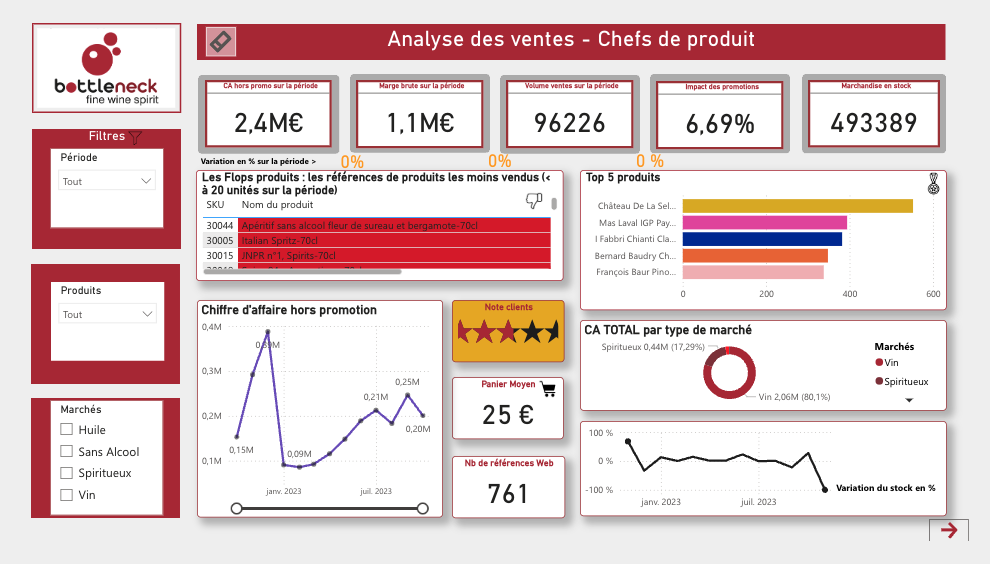 bottleneck
fine wine spirit
Analyse des ventes - Chefs de produit
CA hors promo sur la période
2,4M€
Marge brute sur la période
1,1M€
Volume ventes sur la période
96226
Impact des promotions
6,69%
Marchandise en stock
493389
Variation en % sur la période >
0%
0%
0 %
Filtres
Période
Tout
Produits
Tout
Marchés
Huile
Sans Alcool
Spiritueux
Vin
Les Flops produits : les références de produits les moins vendus (<
à 20 unités sur la période)
SKU Nom du produit
30044 Apéritif sans alcool fleur de sureau et bergamote-70cl
30005 Italian Spritz-70cl
30015 JNPR n°1, Spirits-70cl
Top 5 produits
Château De La Sel...
Mas Laval IGP Pay...
I Fabbri Chianti Cla...
Bernard Baudry Ch...
François Baur Pino...
0 200 400 600
Chiffre d'affaire hors promotion
0,4M
0,3M
0,2M
0,1M
0,15M
0,39M
0,09M
0,21M
0,25M
0,20M
janv. 2023 juil. 2023
Note clients
Panier Moyen
25 €
Nb de références Web
761
CA TOTAL par type de marché
Spiritueux 0,44M (17,29%)
Vin 2,06M (80,1%)
Marchés
Vin
Spiritueux
100 %
0 %
-100 %
janv. 2023 juil. 2023
Variation du stock en %